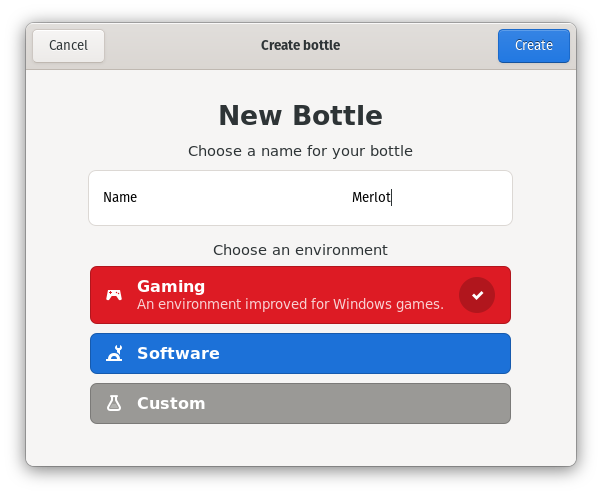 Cancel Create bottle Create
New Bottle
Choose a name for your bottle
Name Merlot
Choose an environment
Gaming
An environment improved for Windows games.
Software
Custom